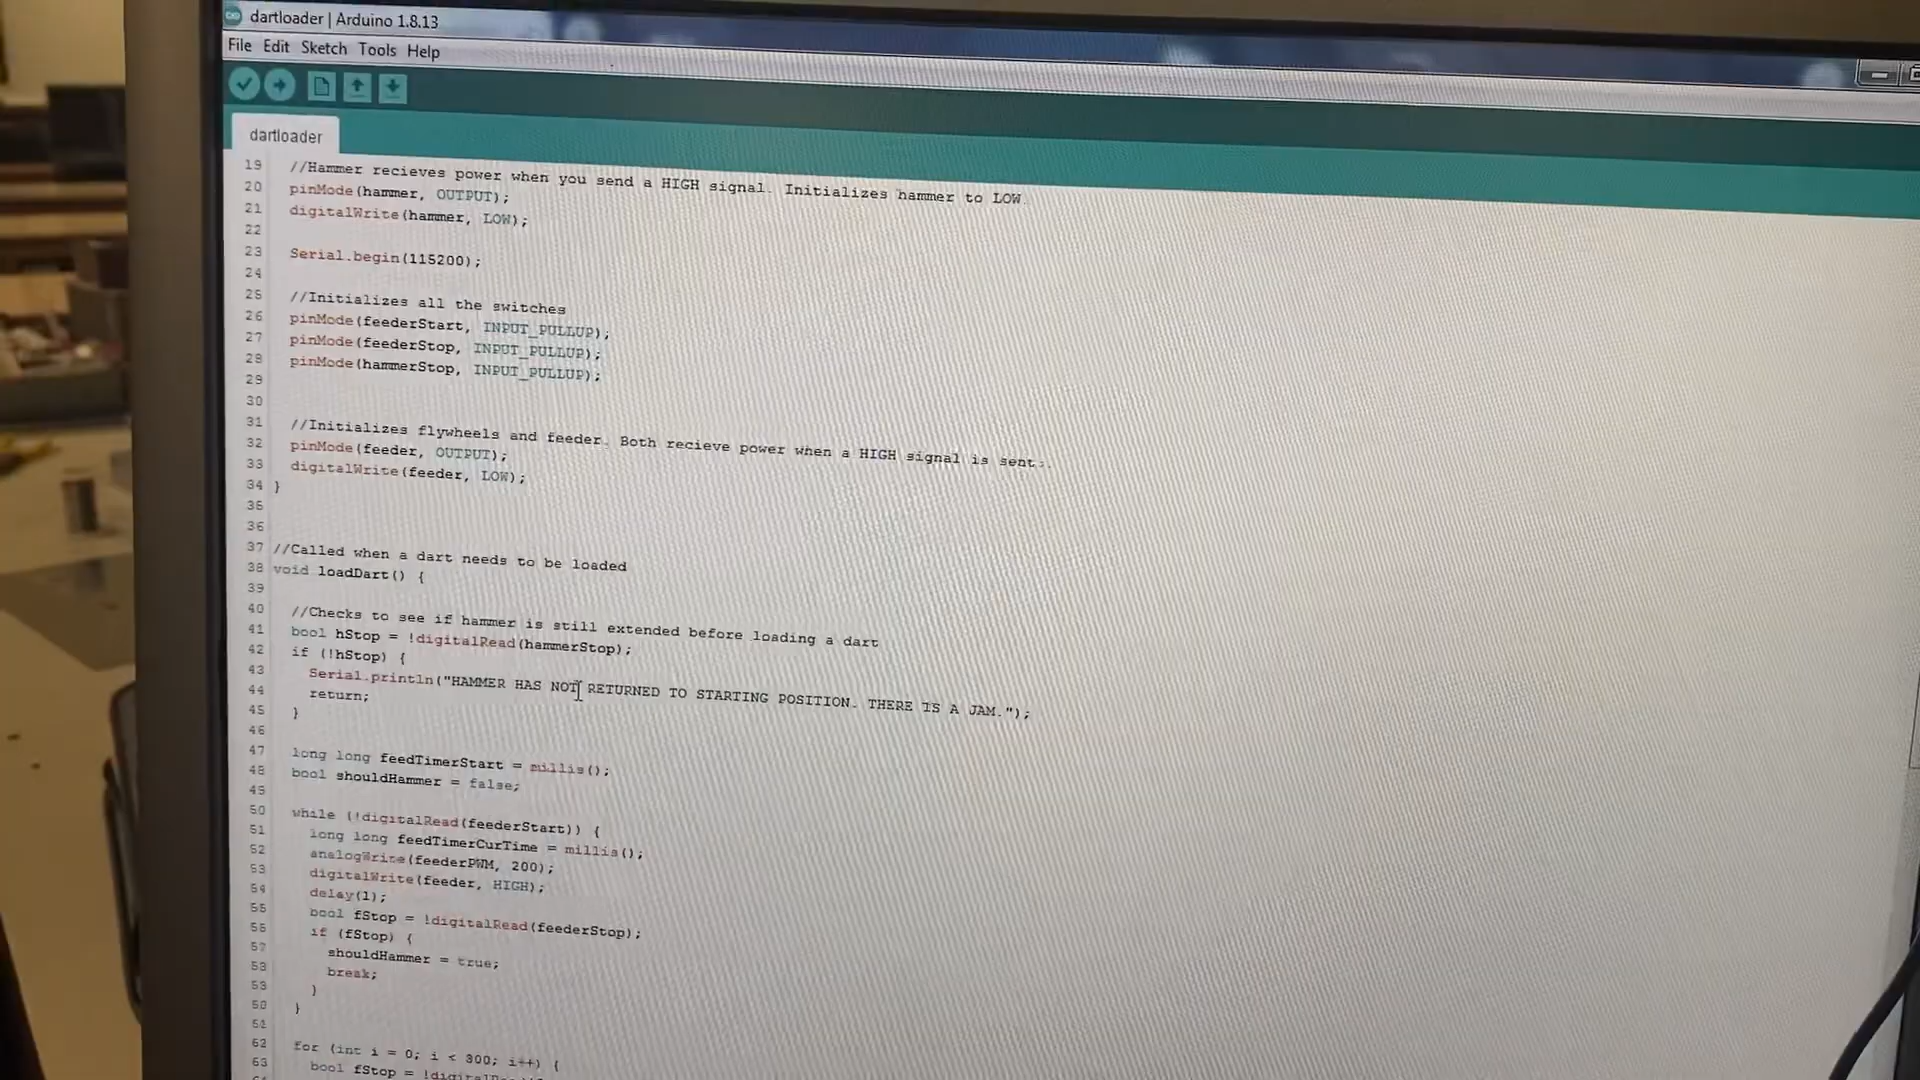 dartloader | Arduino 1.8.13
File Edit Sketch Tools Help
dartloader
19 //Hammer recieves power when you send a HIGH signal. Initializes hammer to LOW.
20 pinMode(hammer, OUTPUT);
21 digitalWrite(hammer, LOW);
22
23 Serial.begin(115200);
24
25 //Initializes all the switches
26 pinMode(feederStart, INPUT_PULLUP);
27 pinMode(feederStop, INPUT_PULLUP);
28 pinMode(hammerStop, INPUT_PULLUP);
29
30
31 //Initializes flywheels and feeder. Both recieve power when a HIGH signal is sent.
32 pinMode(feeder, OUTPUT);
33 digitalWrite(feeder, LOW);
34 }
35
36
37 //Called when a dart needs to be loaded
38 void loadDart() {
39
40 //Checks to see if hammer is still extended before loading a dart
41 bool hStop = !digitalRead(hammerStop);
42 if (!hStop) {
43 Serial.println("HAMMER HAS NOT RETURNED TO STARTING POSITION. THERE IS A JAM.");
44 return;
45 }
46
47 long long feedTimerStart = millis();
48 bool shouldHammer = false;
49
50 while (!digitalRead(feederStart)) {
51 long long feedTimerCurTime = millis();
52 analogWrite(feederPWM, 200);
53 digitalWrite(feeder, HIGH);
54 delay(1);
55 bool fStop = !digitalRead(feederStop);
56 if (fStop) {
57 shouldHammer = true;
58 break;
59 }
60 }
61
62 for (int i = 0; i < 300; i++) {
63 bool fStop =